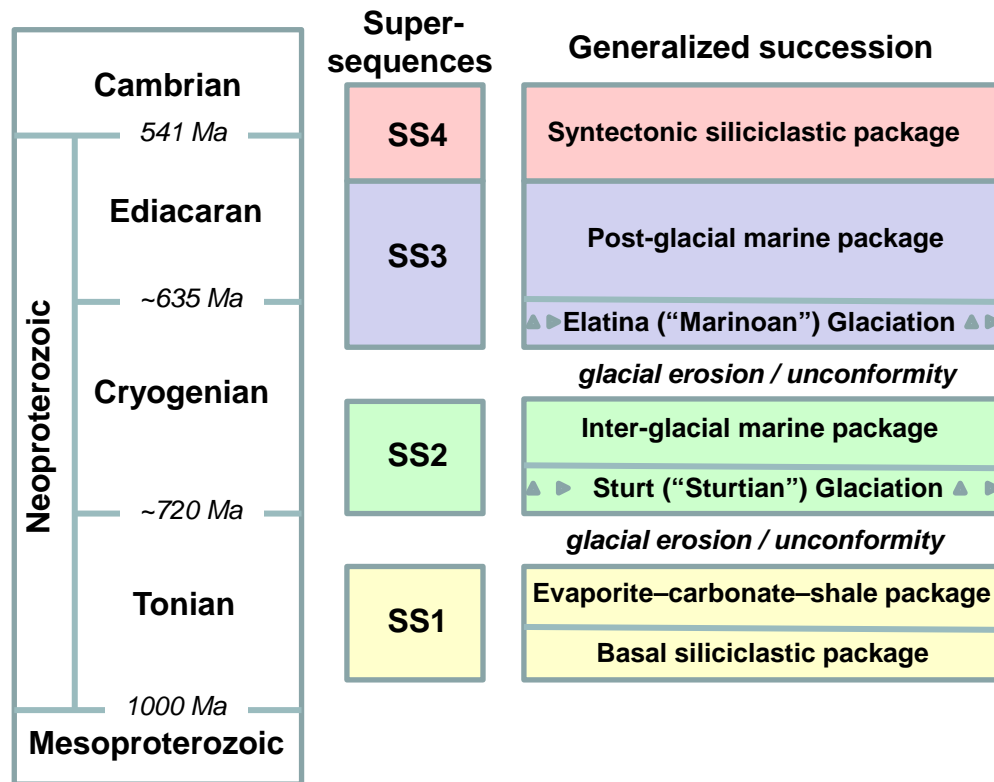 Super-
sequences
Generalized succession
Cambrian
541 Ma
Neoproterozoic
Ediacaran
~635 Ma
Cryogenian
~720 Ma
Tonian
1000 Ma
Mesoproterozoic
SS4
SS3
SS2
SS1
Syntectonic siliciclastic package
Post-glacial marine package
Elatina (“Marinoan”) Glaciation
glacial erosion / unconformity
Inter-glacial marine package
Sturt (“Sturtian”) Glaciation
glacial erosion / unconformity
Evaporite–carbonate–shale package
Basal siliciclastic package